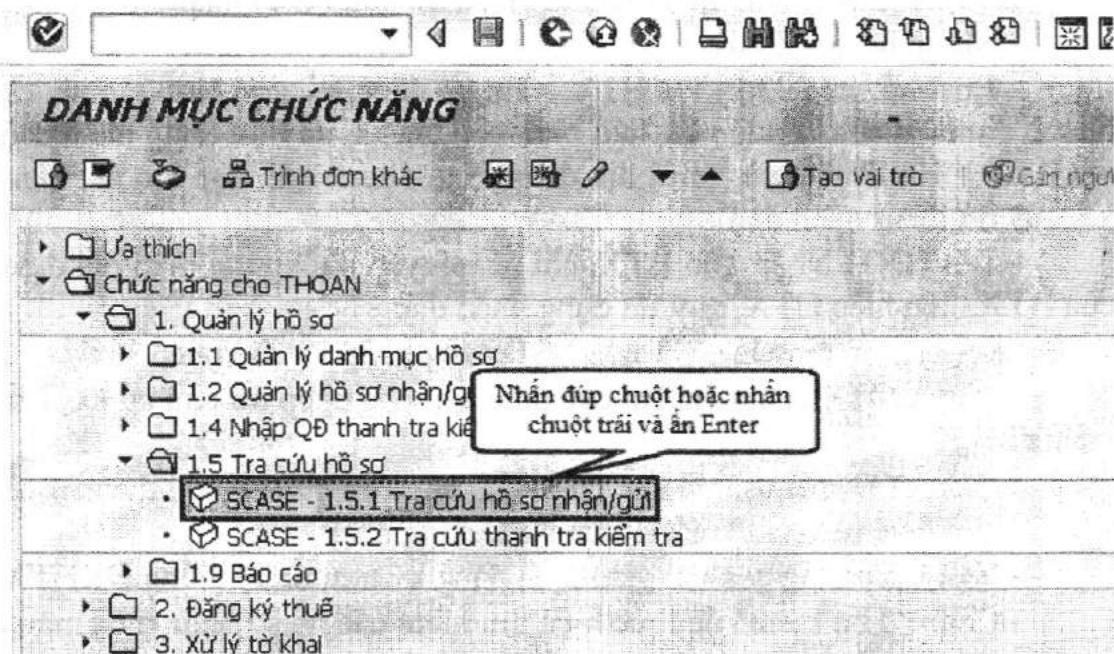 DANH MỤC CHỨC NĂNG
Trình đơn khác Tạo vai trò Gán
Ưa thích
Chức năng cho THOAN
1. Quản lý hồ sơ
1.1 Quản lý danh mục hồ sơ
1.2 Quản lý hồ sơ nhận/gử
Nhấn đúp chuột hoặc nhấn
chuột trái và ấn Enter
1.4 Nhập QĐ thanh tra kiể
1.5 Tra cứu hồ sơ
SCASE - 1.5.1 Tra cứu hồ sơ nhận/gửi
SCASE - 1.5.2 Tra cứu thanh tra kiểm tra
1.9 Báo cáo
2. Đăng ký thuế
3. Xử lý tờ khai